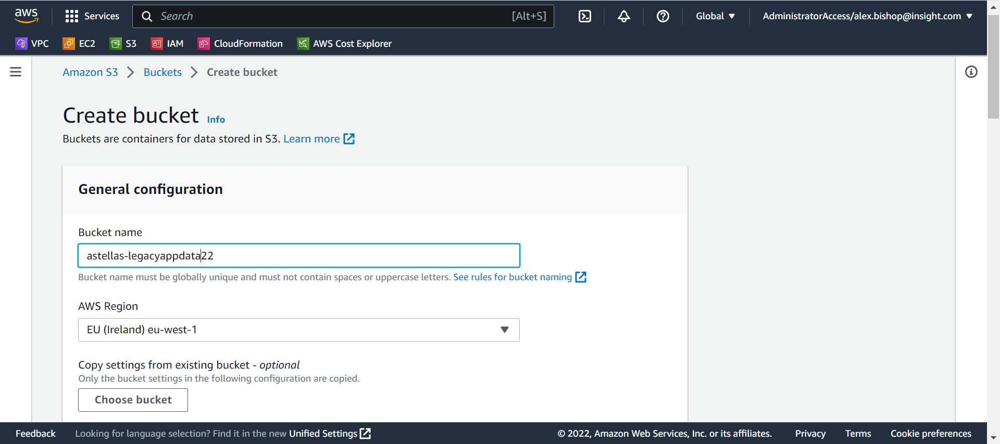 aws Services Search [Alt+S] Global AdministratorAccess/alex.bishop@insight.com
VPC EC2 S3 IAM CloudFormation AWS Cost Explorer
Amazon S3 Buckets Create bucket
Create bucket Info
Buckets are containers for data stored in S3. Learn more
General configuration
Bucket name
astellas-legacyappdata22
Bucket name must be globally unique and must not contain spaces or uppercase letters. See rules for bucket naming
AWS Region
EU (Ireland) eu-west-1
Copy settings from existing bucket - optional
Only the bucket settings in the following configuration are copied.
Choose bucket
Feedback Looking for language selection? Find it in the new Unified Settings © 2022, Amazon Web Services, Inc. or its affiliates. Privacy Terms Cookie preferences